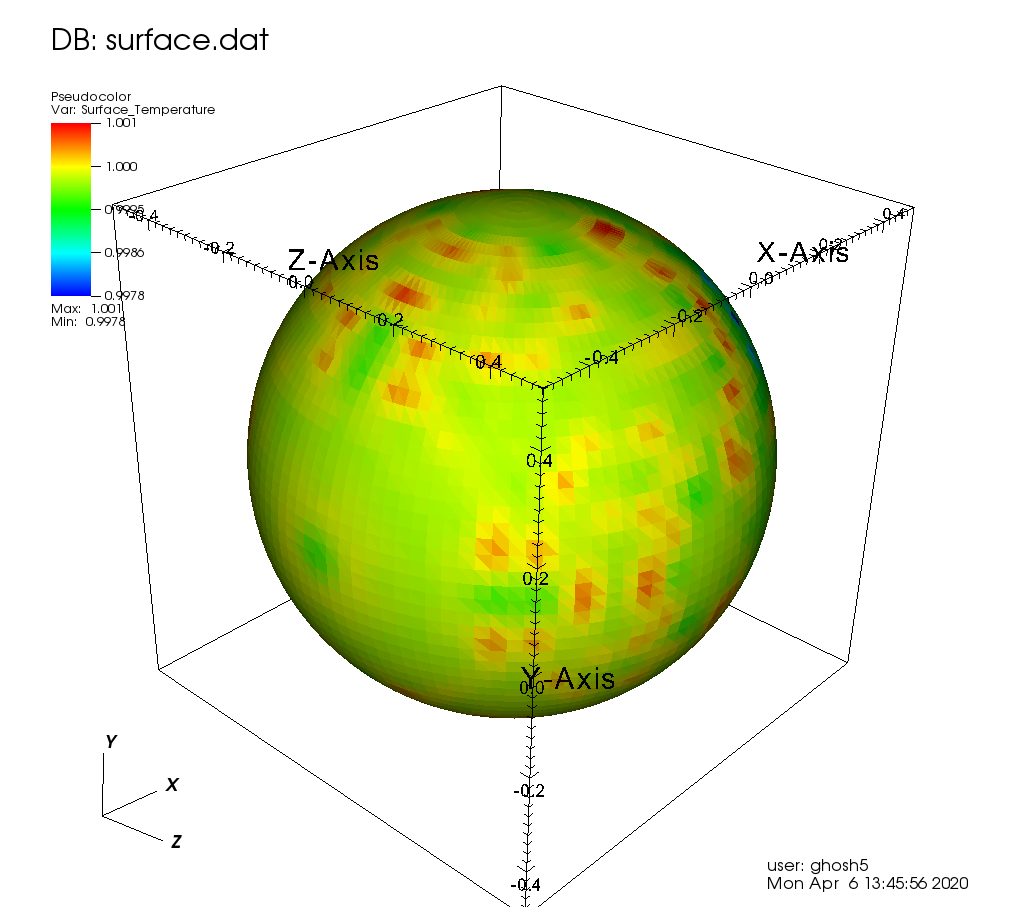 DB: surface.dat
Pseudocolor
Var: Surface_Temperature
1.001
1.000
0.9995
0.9986
0.9978
Max: 1.001
Min: 0.9978
-0.4
-0.2
Z-Axis
0.0
0.2
0.4
X-Axis
0.4
0.2
0.0
-0.2
-0.4
0.4
0.2
Y-Axis
0.0
-0.2
-0.4
Y
X
Z
user: ghosh5
Mon Apr 6 13:45:56 2020